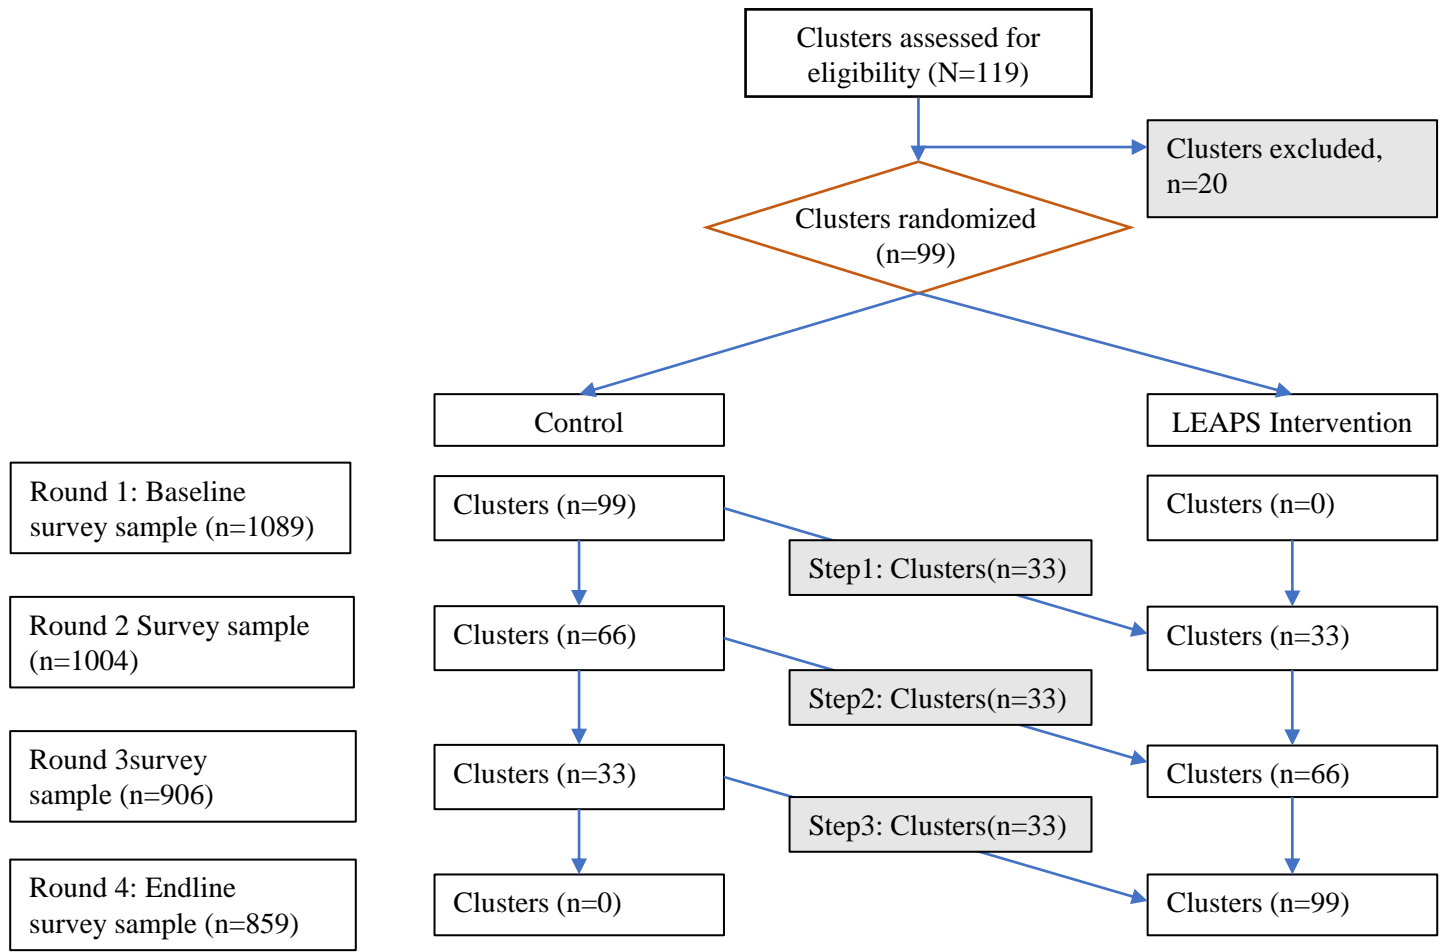 Clusters assessed for
eligibility (N=119)
Clusters excluded,
n=20
Clusters randomized
(n=99)
Control
LEAPS Intervention
Round 1: Baseline
survey sample (n=1089)
Clusters (n=99)
Clusters (n=0)
Step1: Clusters(n=33)
Round 2 Survey sample
(n=1004)
Clusters (n=66)
Clusters (n=33)
Step2: Clusters(n=33)
Round 3survey
sample (n=906)
Clusters (n=33)
Clusters (n=66)
Step3: Clusters(n=33)
Round 4: Endline
survey sample (n=859)
Clusters (n=0)
Clusters (n=99)